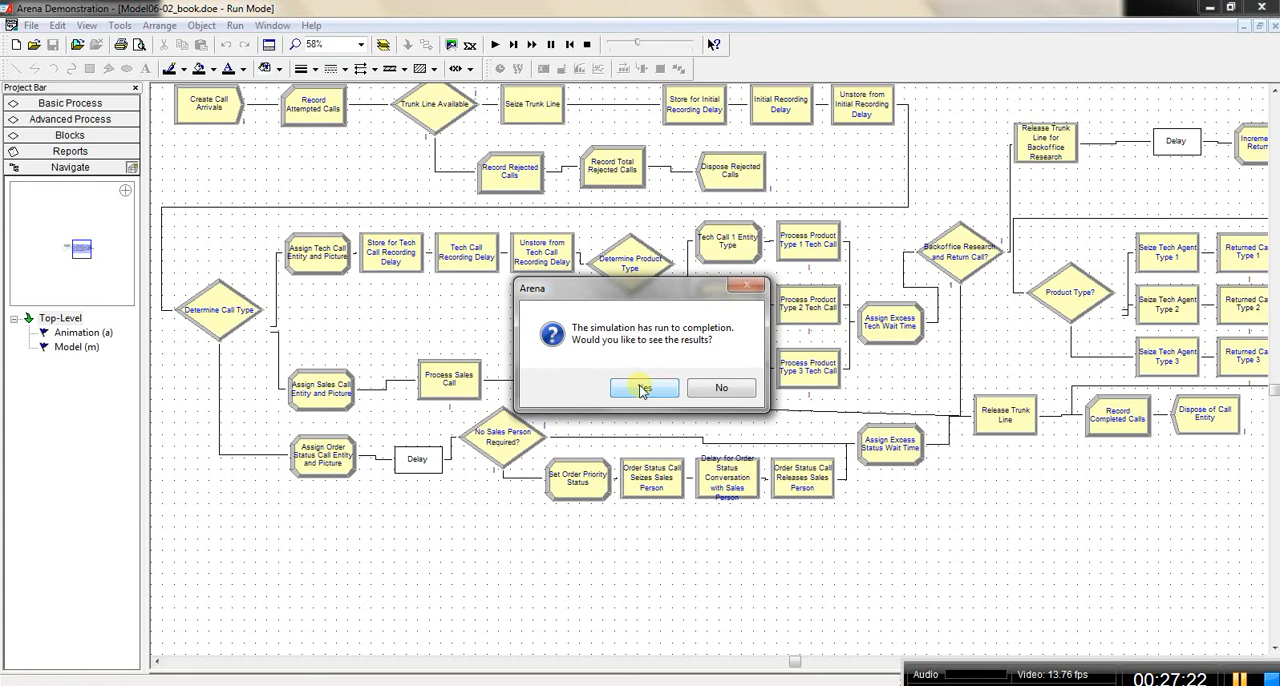 Arena Demonstration - [Model06-02_book.doe - Run Mode]
File Edit View Tools Arrange Object Run Window Help
58%
Project Bar
Basic Process
Advanced Process
Blocks
Reports
Navigate
Top-Level
Animation (a)
Model (m)
Create Call
Arrivals
Record
Attempted Calls
Trunk Line Available
Seize Trunk Line
Store for Initial
Recording Delay
Initial Recording
Delay
Unstore from
Initial Recording
Delay
Record Rejected
Calls
Record Total
Rejected Calls
Dispose Rejected
Calls
Release Trunk
Line for
Backoffice
Research
Delay
Assign Tech Call
Entity and Picture
Store for Tech
Call Recording
Delay
Tech Call
Recording Delay
Unstore from
Tech Call
Recording Delay
Determine Product
Type
Tech Call 1 Entity
Type
Process Product
Type 1 Tech Call
Process Product
Type 2 Tech Call
Process Product
Type 3 Tech Call
Assign Excess
Tech Wait Time
Backoffice Research
and Return Call?
Product Type?
Seize Tech Agent
Type 1
Seize Tech Agent
Type 2
Seize Tech Agent
Type 3
Returned C
Type 1
Returned C
Type 2
Returned C
Type 3
Determine Call Type
Assign Sales Call
Entity and Picture
Process Sales
Call
Assign Order
Status Call Entity
and Picture
Delay
No Sales Person
Required?
Set Order Priority
Status
Order Status Call
Seizes Sales
Person
Delay for Order
Status
Conversation
with Sales
Person
Order Status Call
Releases Sales
Person
Assign Excess
Status Wait Time
Release Trunk
Line
Record
Completed Calls
Dispose of Call
Entity
Arena
The simulation has run to completion.
Would you like to see the results?
Yes
No
Audio
Video: 13.76 fps
00:27:22